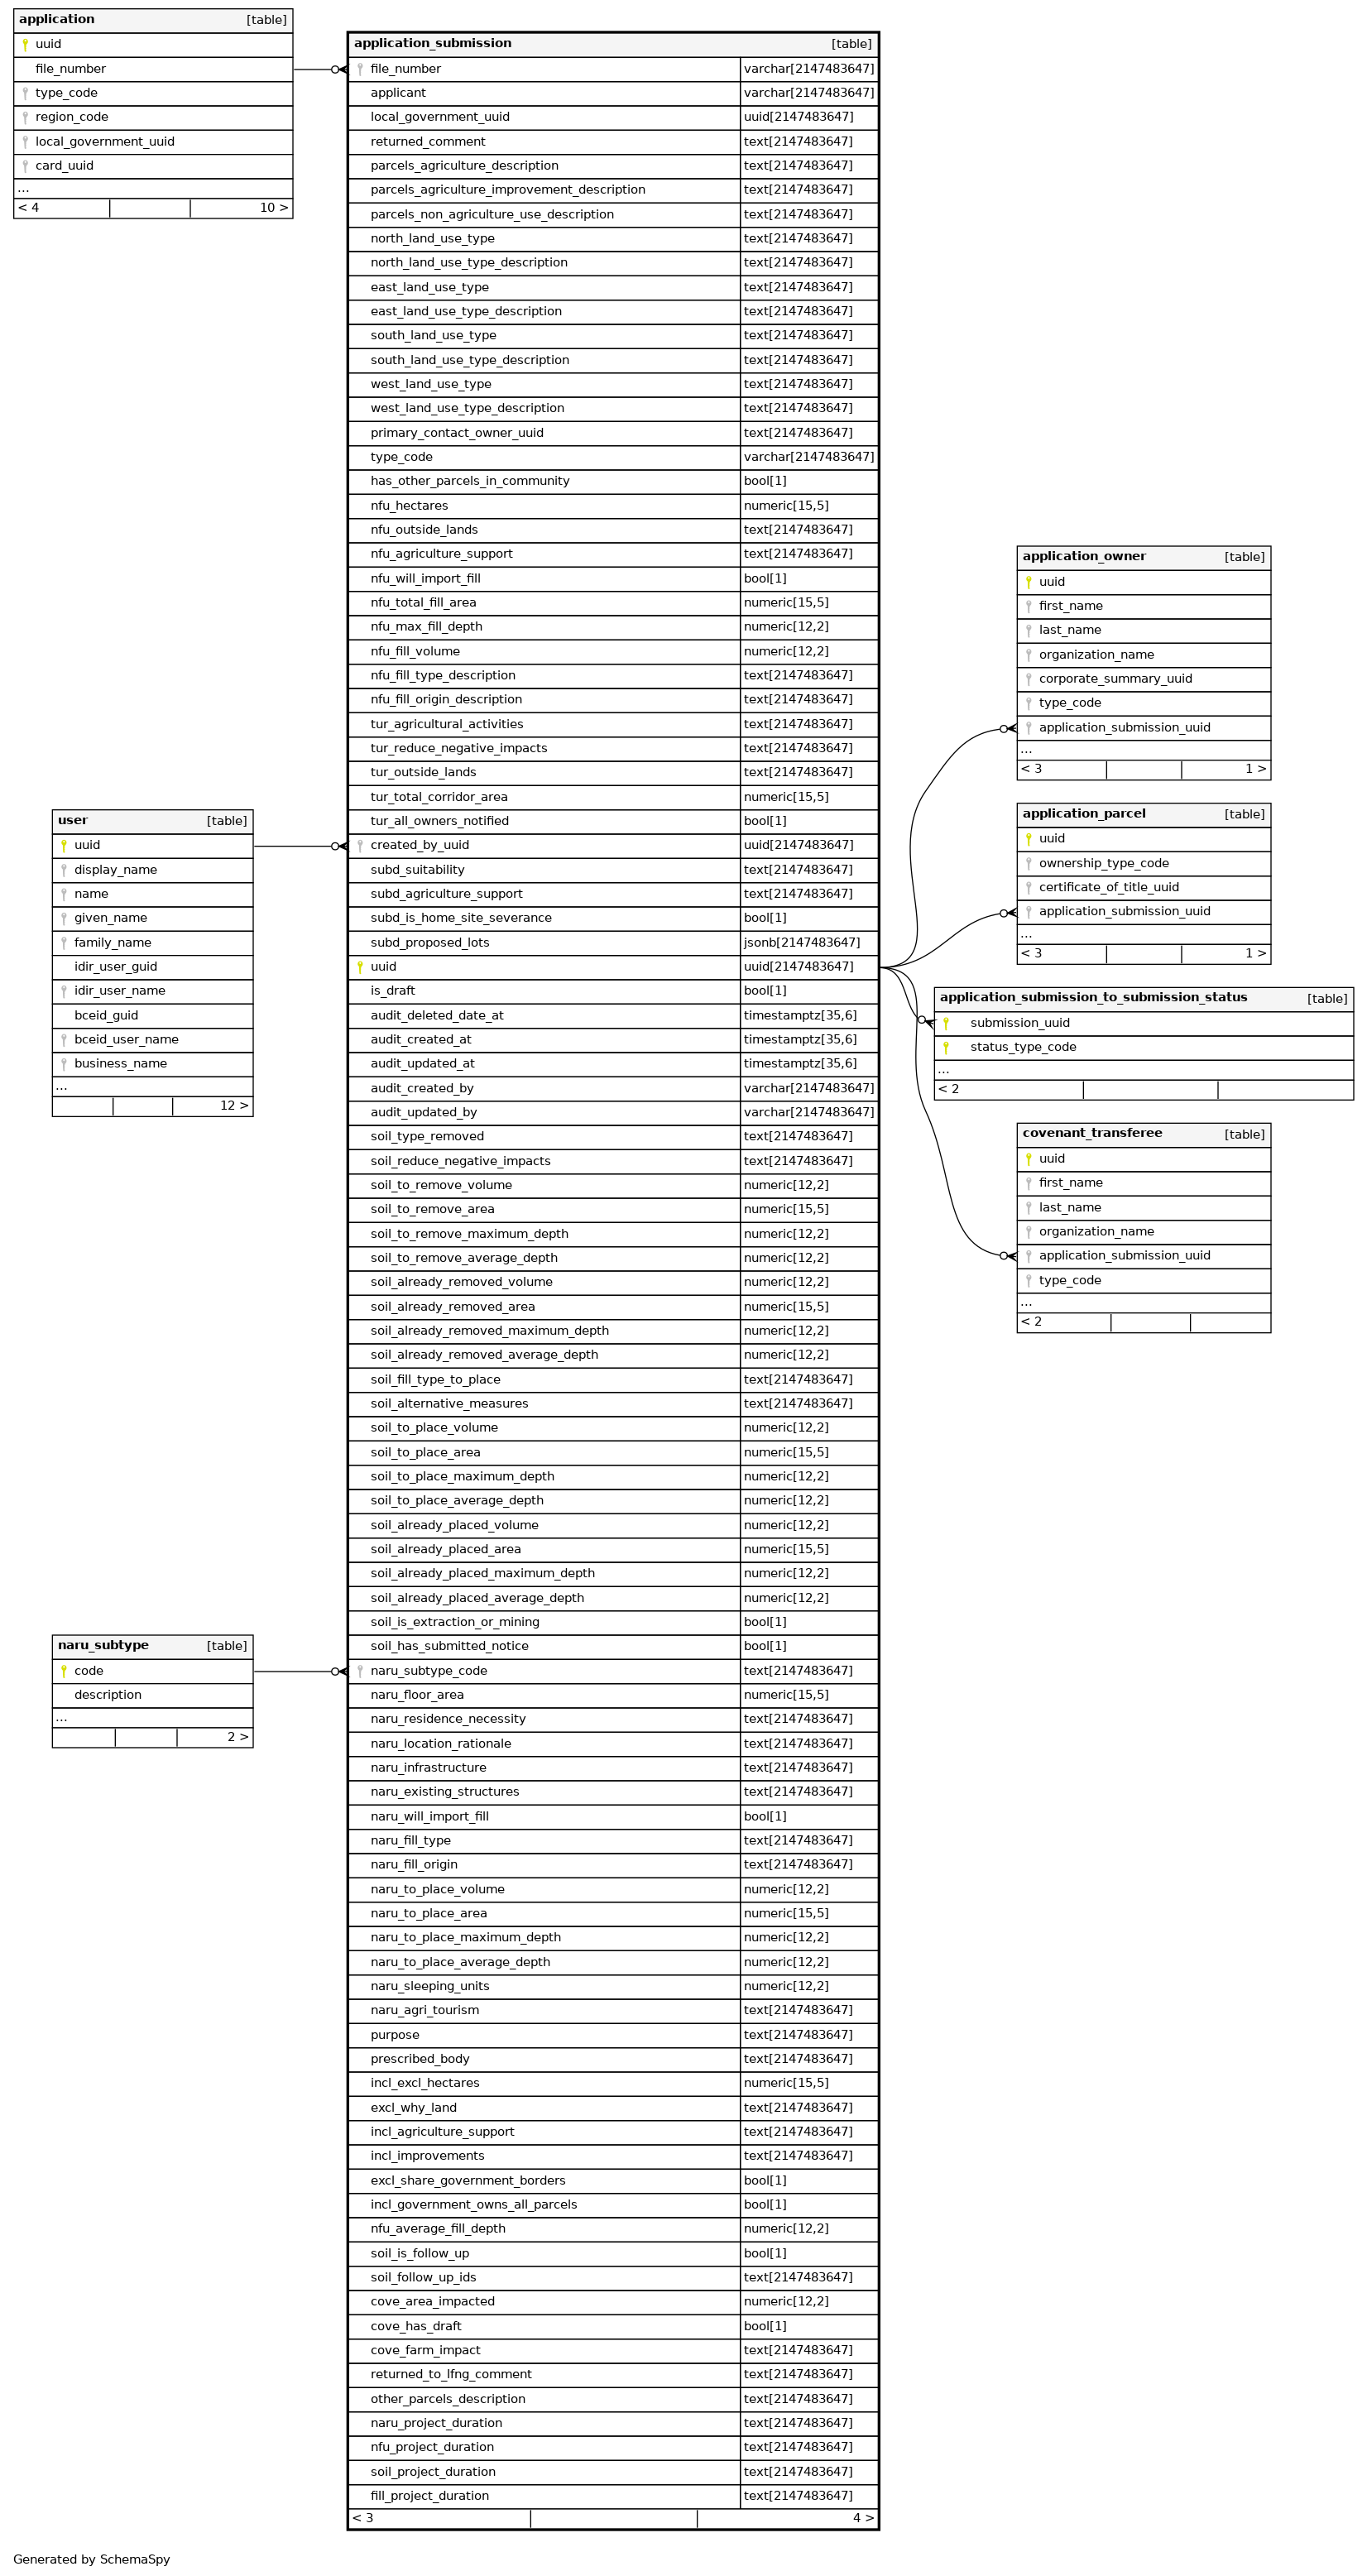 application [table]
uuid
file_number
type_code
region_code
local_government_uuid
card_uuid
...
< 4 10 >
application_submission [table]
file_number varchar[2147483647]
applicant varchar[2147483647]
local_government_uuid uuid[2147483647]
returned_comment text[2147483647]
parcels_agriculture_description text[2147483647]
parcels_agriculture_improvement_description text[2147483647]
parcels_non_agriculture_use_description text[2147483647]
north_land_use_type text[2147483647]
north_land_use_type_description text[2147483647]
east_land_use_type text[2147483647]
east_land_use_type_description text[2147483647]
south_land_use_type text[2147483647]
south_land_use_type_description text[2147483647]
west_land_use_type text[2147483647]
west_land_use_type_description text[2147483647]
primary_contact_owner_uuid text[2147483647]
type_code varchar[2147483647]
has_other_parcels_in_community bool[1]
nfu_hectares numeric[15,5]
nfu_outside_lands text[2147483647]
nfu_agriculture_support text[2147483647]
nfu_will_import_fill bool[1]
nfu_total_fill_area numeric[15,5]
nfu_max_fill_depth numeric[12,2]
nfu_fill_volume numeric[12,2]
nfu_fill_type_description text[2147483647]
nfu_fill_origin_description text[2147483647]
tur_agricultural_activities text[2147483647]
tur_reduce_negative_impacts text[2147483647]
tur_outside_lands text[2147483647]
tur_total_corridor_area numeric[15,5]
tur_all_owners_notified bool[1]
created_by_uuid uuid[2147483647]
subd_suitability text[2147483647]
subd_agriculture_support text[2147483647]
subd_is_home_site_severance bool[1]
subd_proposed_lots jsonb[2147483647]
uuid uuid[2147483647]
is_draft bool[1]
audit_deleted_date_at timestamptz[35,6]
audit_created_at timestamptz[35,6]
audit_updated_at timestamptz[35,6]
audit_created_by varchar[2147483647]
audit_updated_by varchar[2147483647]
soil_type_removed text[2147483647]
soil_reduce_negative_impacts text[2147483647]
soil_to_remove_volume numeric[12,2]
soil_to_remove_area numeric[15,5]
soil_to_remove_maximum_depth numeric[12,2]
soil_to_remove_average_depth numeric[12,2]
soil_already_removed_volume numeric[12,2]
soil_already_removed_area numeric[15,5]
soil_already_removed_maximum_depth numeric[12,2]
soil_already_removed_average_depth numeric[12,2]
soil_fill_type_to_place text[2147483647]
soil_alternative_measures text[2147483647]
soil_to_place_volume numeric[12,2]
soil_to_place_area numeric[15,5]
soil_to_place_maximum_depth numeric[12,2]
soil_to_place_average_depth numeric[12,2]
soil_already_placed_volume numeric[12,2]
soil_already_placed_area numeric[15,5]
soil_already_placed_maximum_depth numeric[12,2]
soil_already_placed_average_depth numeric[12,2]
soil_is_extraction_or_mining bool[1]
soil_has_submitted_notice bool[1]
naru_subtype_code text[2147483647]
naru_floor_area numeric[15,5]
naru_residence_necessity text[2147483647]
naru_location_rationale text[2147483647]
naru_infrastructure text[2147483647]
naru_existing_structures text[2147483647]
naru_will_import_fill bool[1]
naru_fill_type text[2147483647]
naru_fill_origin text[2147483647]
naru_to_place_volume numeric[12,2]
naru_to_place_area numeric[15,5]
naru_to_place_maximum_depth numeric[12,2]
naru_to_place_average_depth numeric[12,2]
naru_sleeping_units numeric[12,2]
naru_agri_tourism text[2147483647]
purpose text[2147483647]
prescribed_body text[2147483647]
incl_excl_hectares numeric[15,5]
excl_why_land text[2147483647]
incl_agriculture_support text[2147483647]
incl_improvements text[2147483647]
excl_share_government_borders bool[1]
incl_government_owns_all_parcels bool[1]
nfu_average_fill_depth numeric[12,2]
soil_is_follow_up bool[1]
soil_follow_up_ids text[2147483647]
cove_area_impacted numeric[12,2]
cove_has_draft bool[1]
cove_farm_impact text[2147483647]
returned_to_lfng_comment text[2147483647]
other_parcels_description text[2147483647]
naru_project_duration text[2147483647]
nfu_project_duration text[2147483647]
soil_project_duration text[2147483647]
fill_project_duration text[2147483647]
< 3 4 >
user [table]
uuid
display_name
name
given_name
family_name
idir_user_guid
idir_user_name
bceid_guid
bceid_user_name
business_name
...
12 >
naru_subtype [table]
code
description
...
2 >
application_owner [table]
uuid
first_name
last_name
organization_name
corporate_summary_uuid
type_code
application_submission_uuid
...
< 3 1 >
application_parcel [table]
uuid
ownership_type_code
certificate_of_title_uuid
application_submission_uuid
...
< 3 1 >
application_submission_to_submission_status [table]
submission_uuid
status_type_code
...
< 2
covenant_transferee [table]
uuid
first_name
last_name
organization_name
application_submission_uuid
type_code
...
< 2
Generated by SchemaSpy